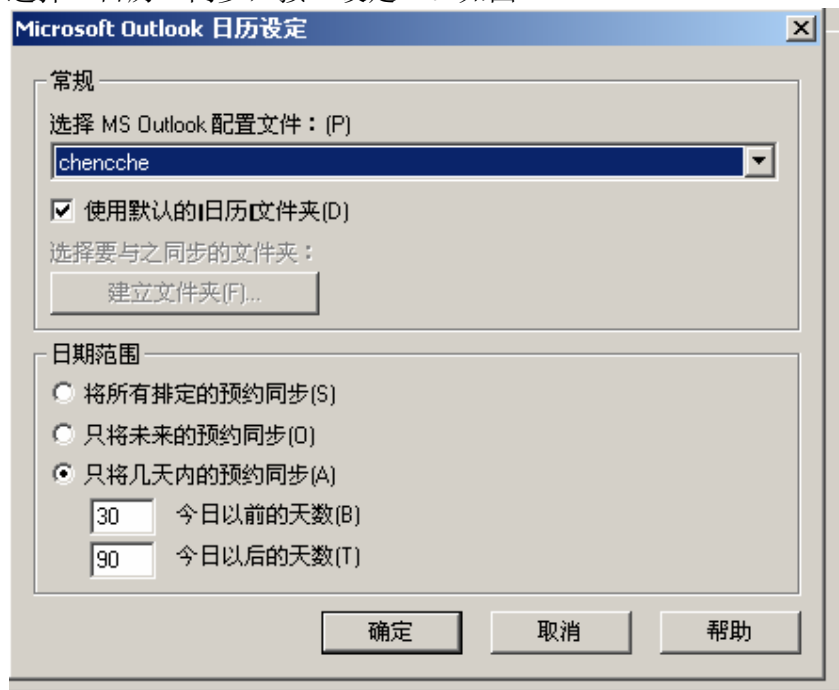 Microsoft Outlook 日历设定
常规
选择 MS Outlook 配置文件：(P)
chencche
使用默认的日历文件夹(D)
选择要与之同步的文件夹：
建立文件夹(F)...
日期范围
将所有排定的预约同步(S)
只将未来的预约同步(O)
只将几天内的预约同步(A)
30 今日以前的天数(B)
90 今日以后的天数(T)
确定 取消 帮助